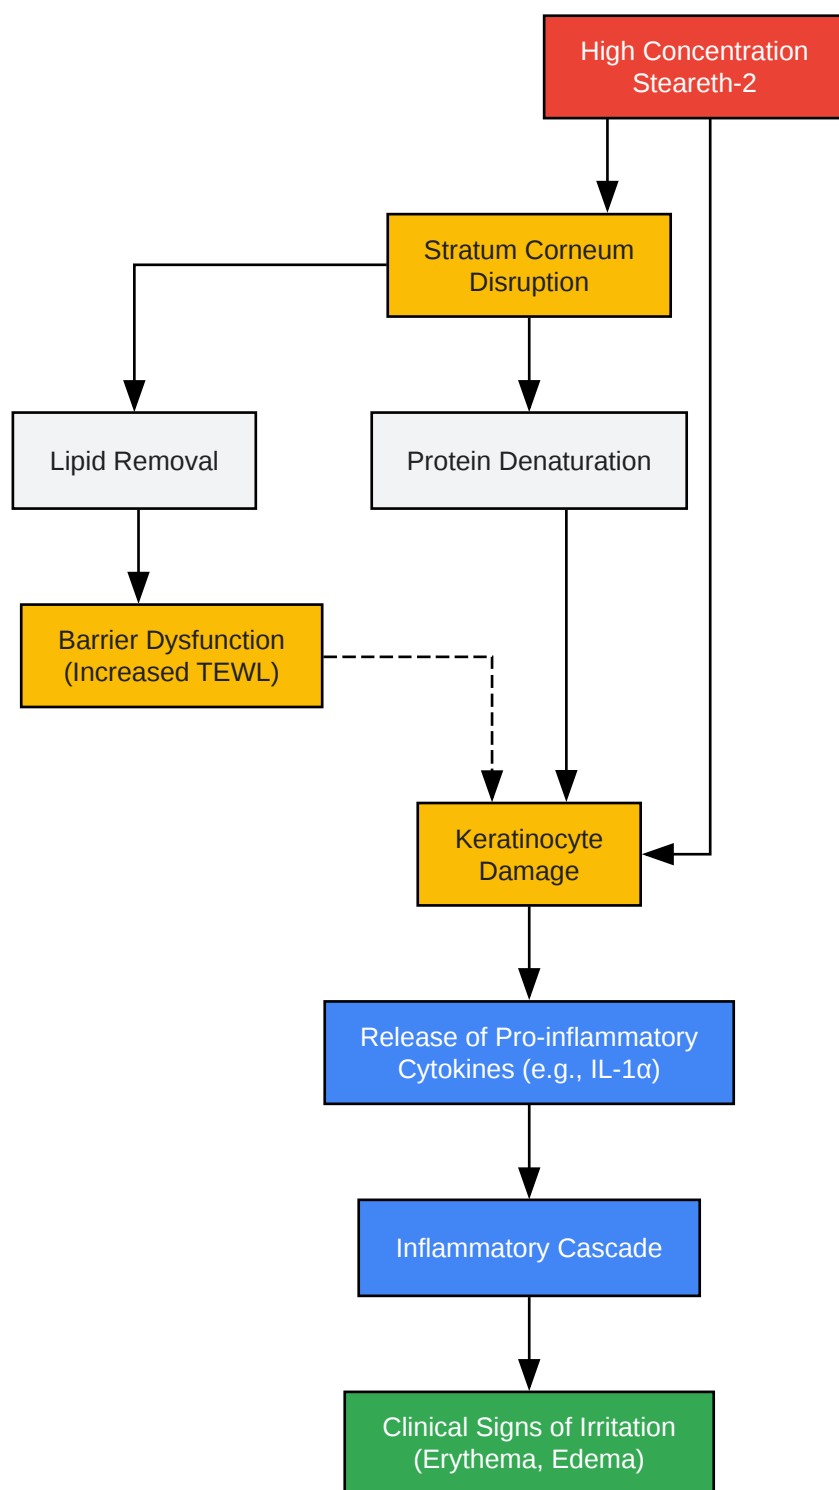 High Concentration
Steareth-2
Stratum Corneum
Disruption
Lipid Removal
Protein Denaturation
Barrier Dysfunction
(Increased TEWL)
Keratinocyte
Damage
Release of Pro-inflammatory
Cytokines (e.g., IL-1α)
Inflammatory Cascade
Clinical Signs of Irritation
(Erythema, Edema)